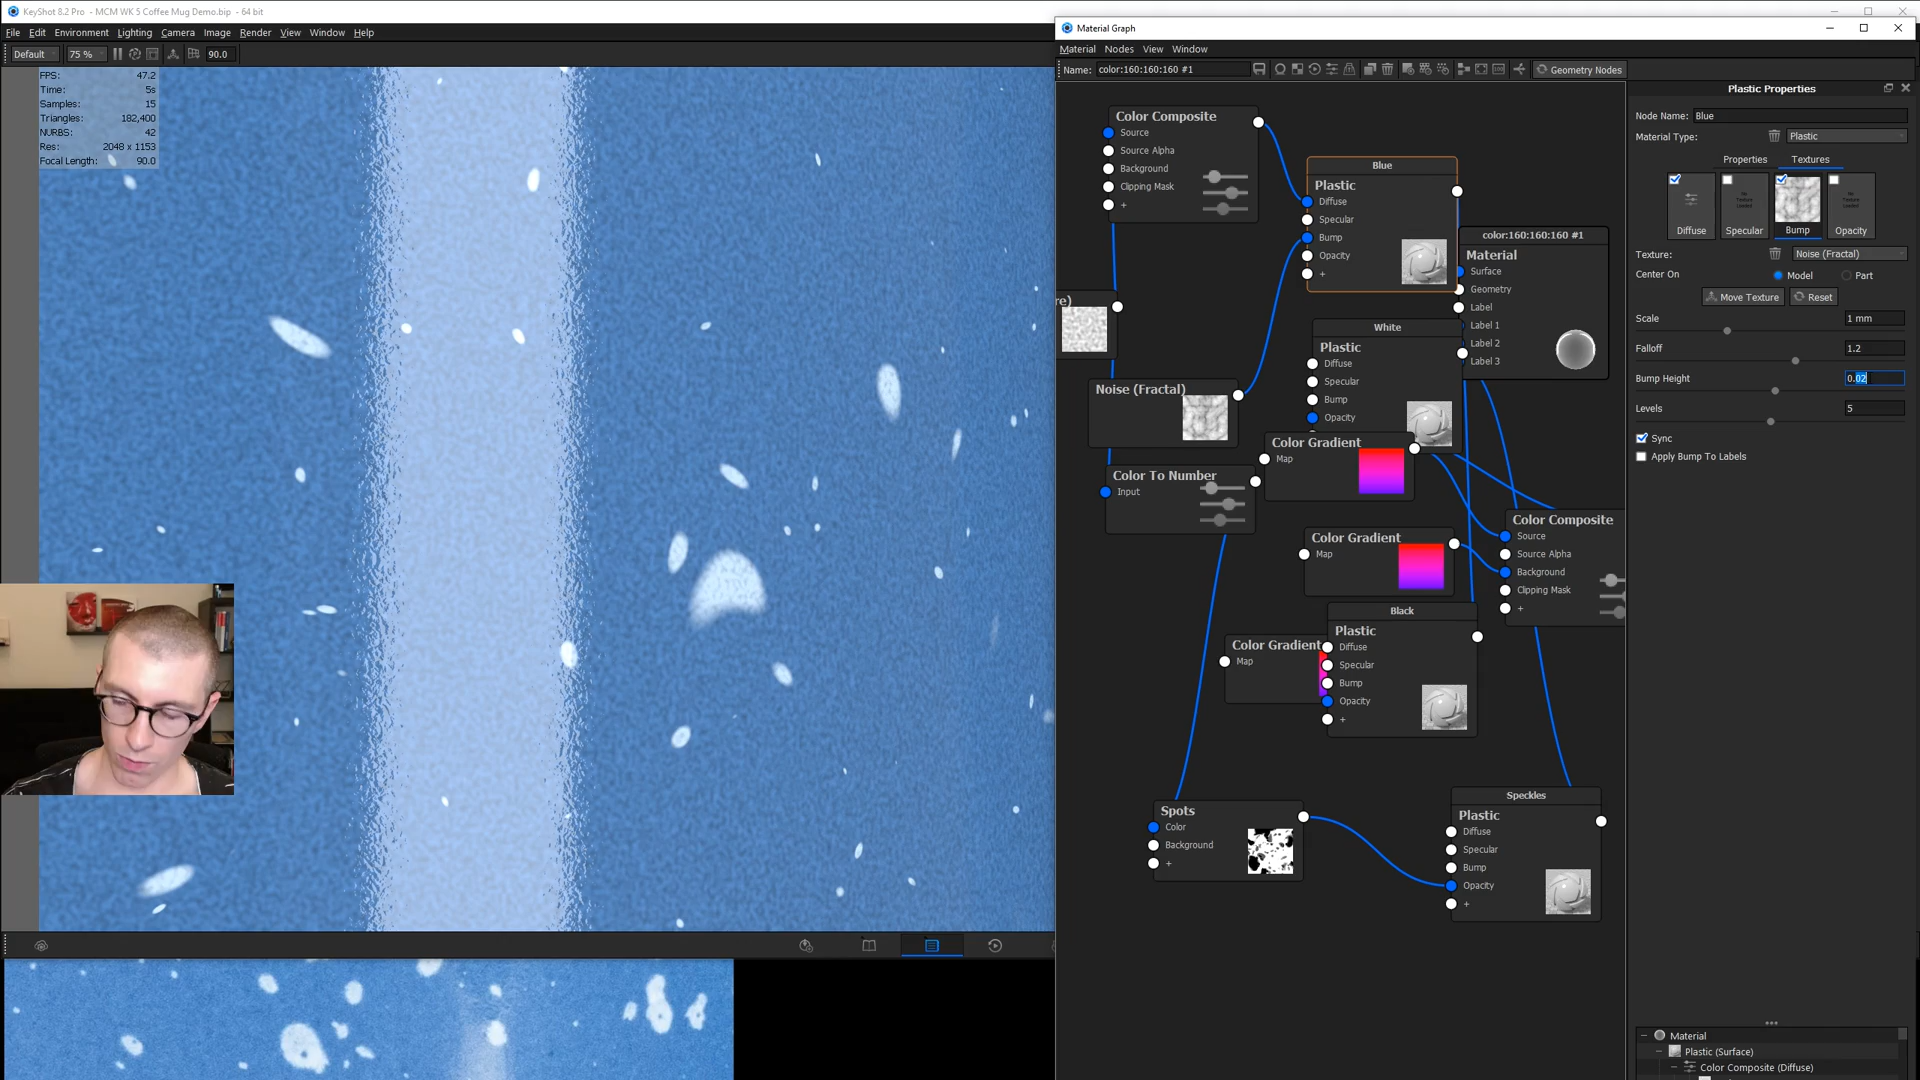 KeyShot 8.2 Pro - MCM WK 5 Coffee Mug Demo.bip - 64 bit
File Edit Environment Lighting Camera Image Render View Window Help
Default 75 % 90.0
FPS: 47.2
Time: 5s
Samples: 15
Triangles: 182,400
NURBS: 42
Res: 2048 x 1153
Focal Length: 90.0
Material Graph
Material Nodes View Window
Name: color:160:160:160 #1 Geometry Nodes
Color Composite
Source
Source Alpha
Background
Clipping Mask
+
Blue
Plastic
Diffuse
Specular
Bump
Opacity
+
color:160:160:160 #1
Material
Surface
Geometry
Label
Label 1
Label 2
Label 3
re)
White
Plastic
Diffuse
Specular
Bump
Opacity
Noise (Fractal)
Color Gradient
Map
Color To Number
Input
Color Gradient
Map
Color Composite
Source
Source Alpha
Background
Clipping Mask
+
Color Gradient
Map
Black
Plastic
Diffuse
Specular
Bump
Opacity
+
Spots
Color
Background
+
Speckles
Plastic
Diffuse
Specular
Bump
Opacity
+
Plastic Properties
Node Name: Blue
Material Type: Plastic
Properties Textures
Diffuse Specular Bump Opacity
Texture: Noise (Fractal)
Center On Model Part
Move Texture Reset
Scale 1 mm
Falloff 1.2
Bump Height 0.02
Levels 5
Sync
Apply Bump To Labels
Material
Plastic (Surface)
Color Composite (Diffuse)